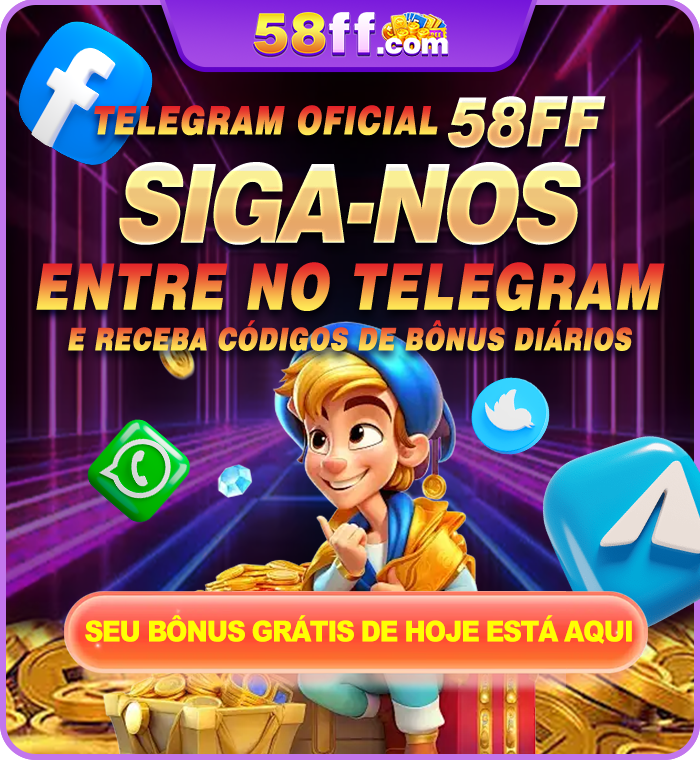 58ff.com
TELEGRAM OFICIAL 58FF
SIGA-NOS
ENTRE NO TELEGRAM
E RECEBA CÓDIGOS DE BÔNUS DIÁRIOS
SEU BÔNUS GRÁTIS DE HOJE ESTÁ AQUI